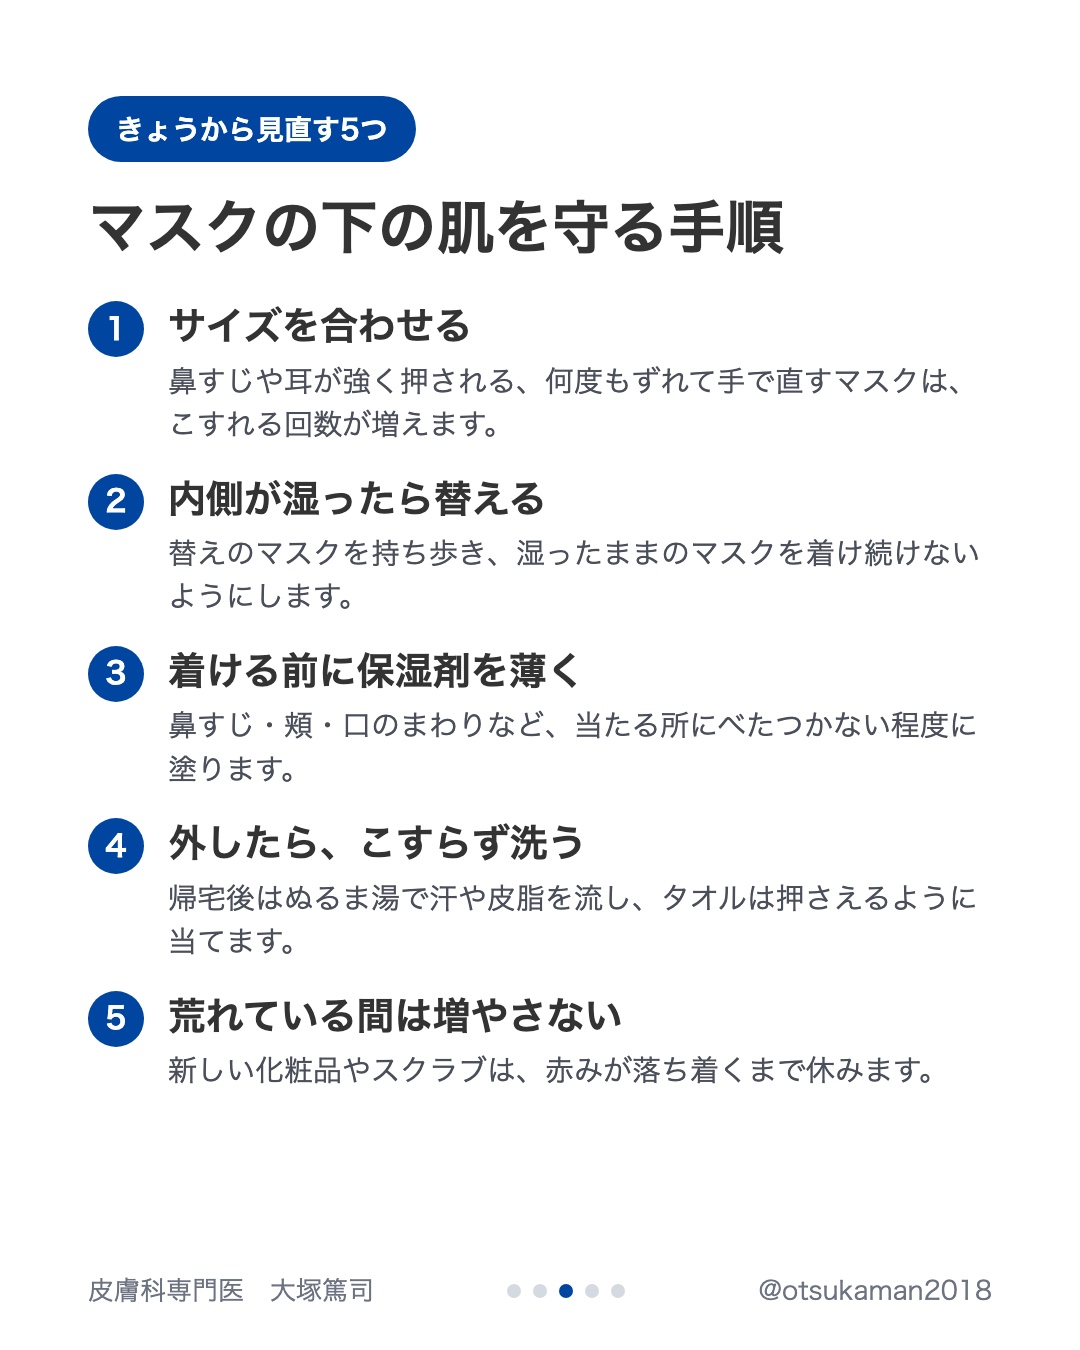 きょうから見直す5つ
マスクの下の肌を守る手順
1 サイズを合わせる
鼻すじや耳が強く押される、何度もずれて手で直すマスクは、
こすれる回数が増えます。
2 内側が湿ったら替える
替えのマスクを持ち歩き、湿ったままのマスクを着け続けない
ようにします。
3 着ける前に保湿剤を薄く
鼻すじ・頬・口のまわりなど、当たる所にべたつかない程度に
塗ります。
4 外したら、こすらず洗う
帰宅後はぬるま湯で汗や皮脂を流し、タオルは押さえるように
当てます。
5 荒れている間は増やさない
新しい化粧品やスクラブは、赤みが落ち着くまで休みます。
皮膚科専門医　大塚篤司
@otsukaman2018